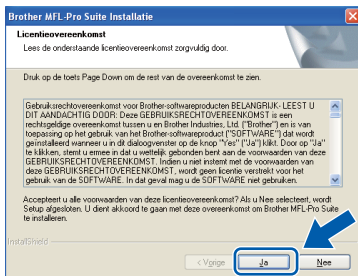 Brother MFL-Pro Suite Installatie
Licentieovereenkomst
Lees de onderstaande licentieovereenkomst zorgvuldig door.
Druk op de toets Page Down om de rest van de overeenkomst te zien.
Gebruiksrechtovereenkomst voor Brother-softwareproducten BELANGRIJK- LEEST U
DIT AANDACHTIG DOOR: Deze GEBRUIKSRECHTOVEREENKOMST is een
rechtsgeldige overeenkomst tussen u en Brother Industries, Ltd. ("Brother") en is van
toepassing op het gebruik van het Brother-softwareproduct ("SOFTWARE") dat wordt
geïnstalleerd wanneer u in dit dialoogvenster op de knop "Yes" ("Ja") klikt. Door op "Ja"
te klikken, stemt u ermee in dat u wettelijk gebonden bent aan de voorwaarden van deze
GEBRUIKSRECHTOVEREENKOMST. Indien u niet instemt met de voorwaarden van
deze GEBRUIKSRECHTOVEREENKOMST, wordt geen licentie verstrekt voor het
gebruik van de SOFTWARE. In dat geval mag u de SOFTWARE niet gebruiken.
Accepteert u alle voorwaarden van deze licentieovereenkomst? Als u Nee selecteert, wordt
Setup afgesloten. U dient akkoord te gaan met deze overeenkomst om Brother MFL-Pro Suite
te installeren.
InstallShield
< Vorige
Ja
Nee